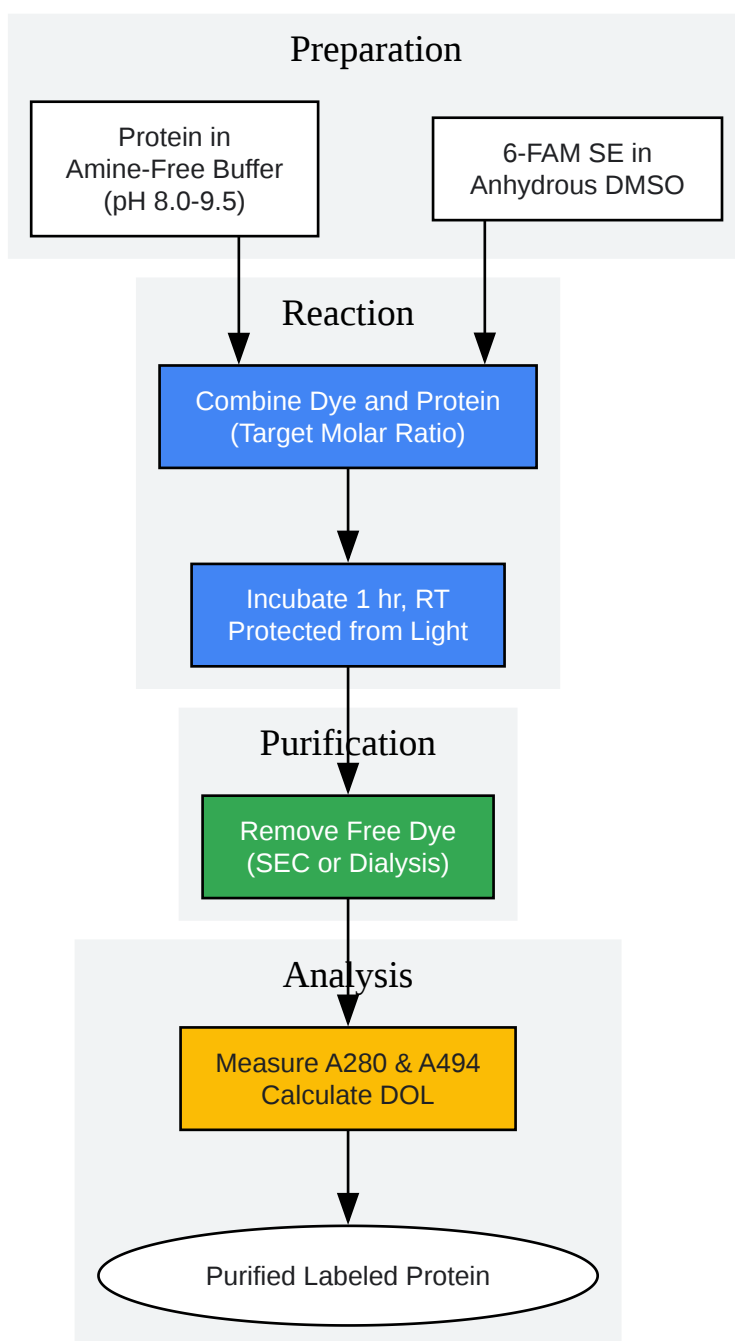 Preparation
Protein in
Amine-Free Buffer
(pH 8.0-9.5)
6-FAM SE in
Anhydrous DMSO
Reaction
Combine Dye and Protein
(Target Molar Ratio)
Incubate 1 hr, RT
Protected from Light
Purification
Remove Free Dye
(SEC or Dialysis)
Analysis
Measure A280 & A494
Calculate DOL
Purified Labeled Protein